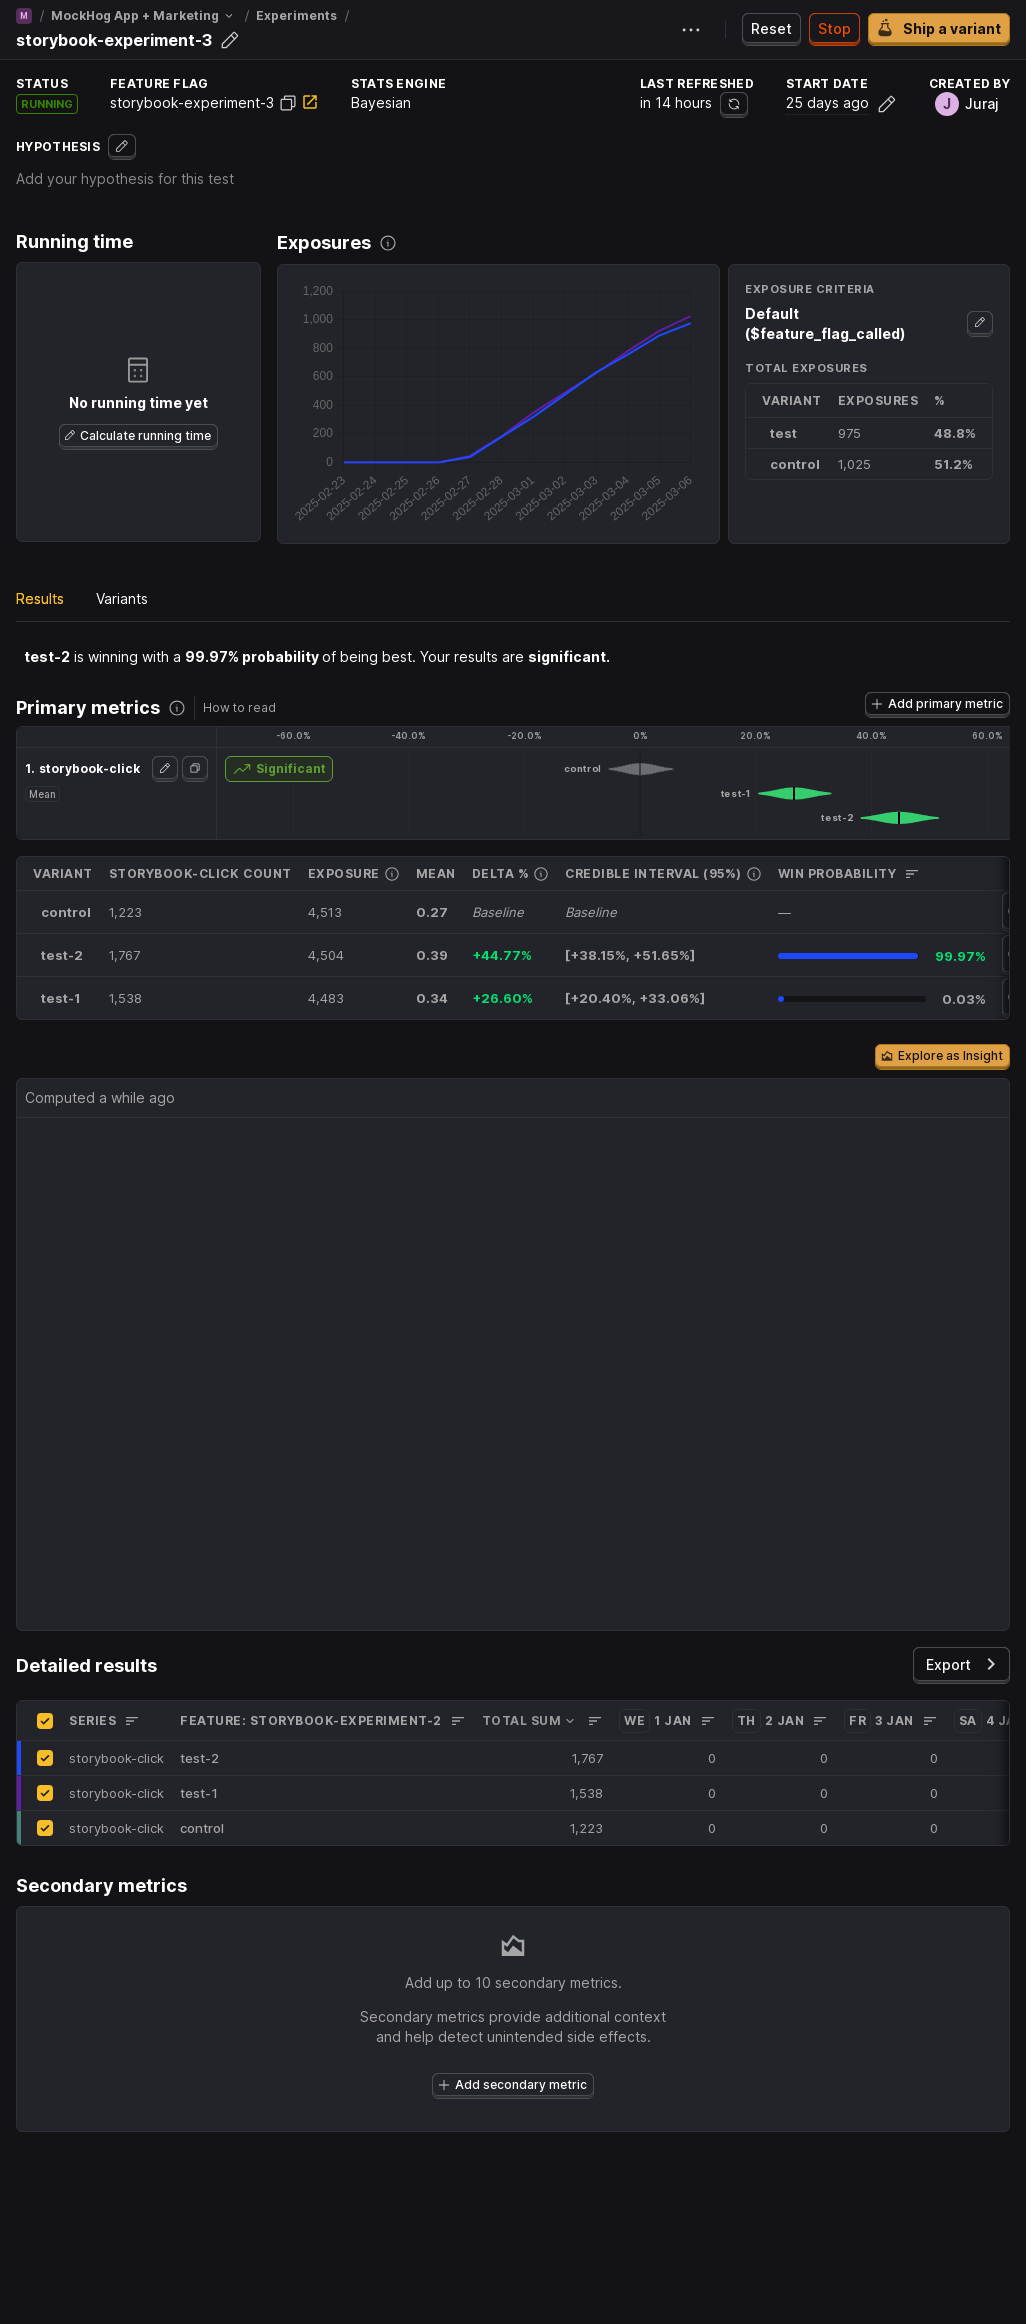 M / MockHog App + Marketing / Experiments /
storybook-experiment-3
Reset
Stop
Ship a variant
STATUS
RUNNING
FEATURE FLAG
storybook-experiment-3
STATS ENGINE
Bayesian
LAST REFRESHED
in 14 hours
START DATE
25 days ago
CREATED BY
J Juraj
HYPOTHESIS
Add your hypothesis for this test
Running time
No running time yet
Calculate running time
Exposures
1,200
1,000
800
600
400
200
0
2025-02-23
2025-02-24
2025-02-25
2025-02-26
2025-02-27
2025-02-28
2025-03-01
2025-03-02
2025-03-03
2025-03-04
2025-03-05
2025-03-06
EXPOSURE CRITERIA
Default
($feature_flag_called)
TOTAL EXPOSURES
VARIANT EXPOSURES %
test 975 48.8%
control 1,025 51.2%
Results Variants
test-2 is winning with a 99.97% probability of being best. Your results are significant.
Primary metrics How to read
Add primary metric
-60.0% -40.0% -20.0% 0% 20.0% 40.0% 60.0%
1. storybook-click
Mean
Significant
control
test-1
test-2
VARIANT STORYBOOK-CLICK COUNT EXPOSURE MEAN DELTA % CREDIBLE INTERVAL (95%) WIN PROBABILITY
control 1,223 4,513 0.27 Baseline Baseline —
test-2 1,767 4,504 0.39 +44.77% [+38.15%, +51.65%] 99.97%
test-1 1,538 4,483 0.34 +26.60% [+20.40%, +33.06%] 0.03%
Explore as Insight
Computed a while ago
Detailed results
Export
SERIES FEATURE: STORYBOOK-EXPERIMENT-2 TOTAL SUM WE 1 JAN TH 2 JAN FR 3 JAN SA 4 JA
storybook-click test-2 1,767 0 0 0
storybook-click test-1 1,538 0 0 0
storybook-click control 1,223 0 0 0
Secondary metrics
Add up to 10 secondary metrics.
Secondary metrics provide additional context
and help detect unintended side effects.
Add secondary metric